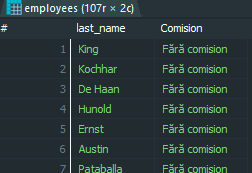 employees (107r × 2c)
# last_name Comision
1 King Fără comision
2 Kochhar Fără comision
3 De Haan Fără comision
4 Hunold Fără comision
5 Ernst Fără comision
6 Austin Fără comision
7 Pataballa Fără comision